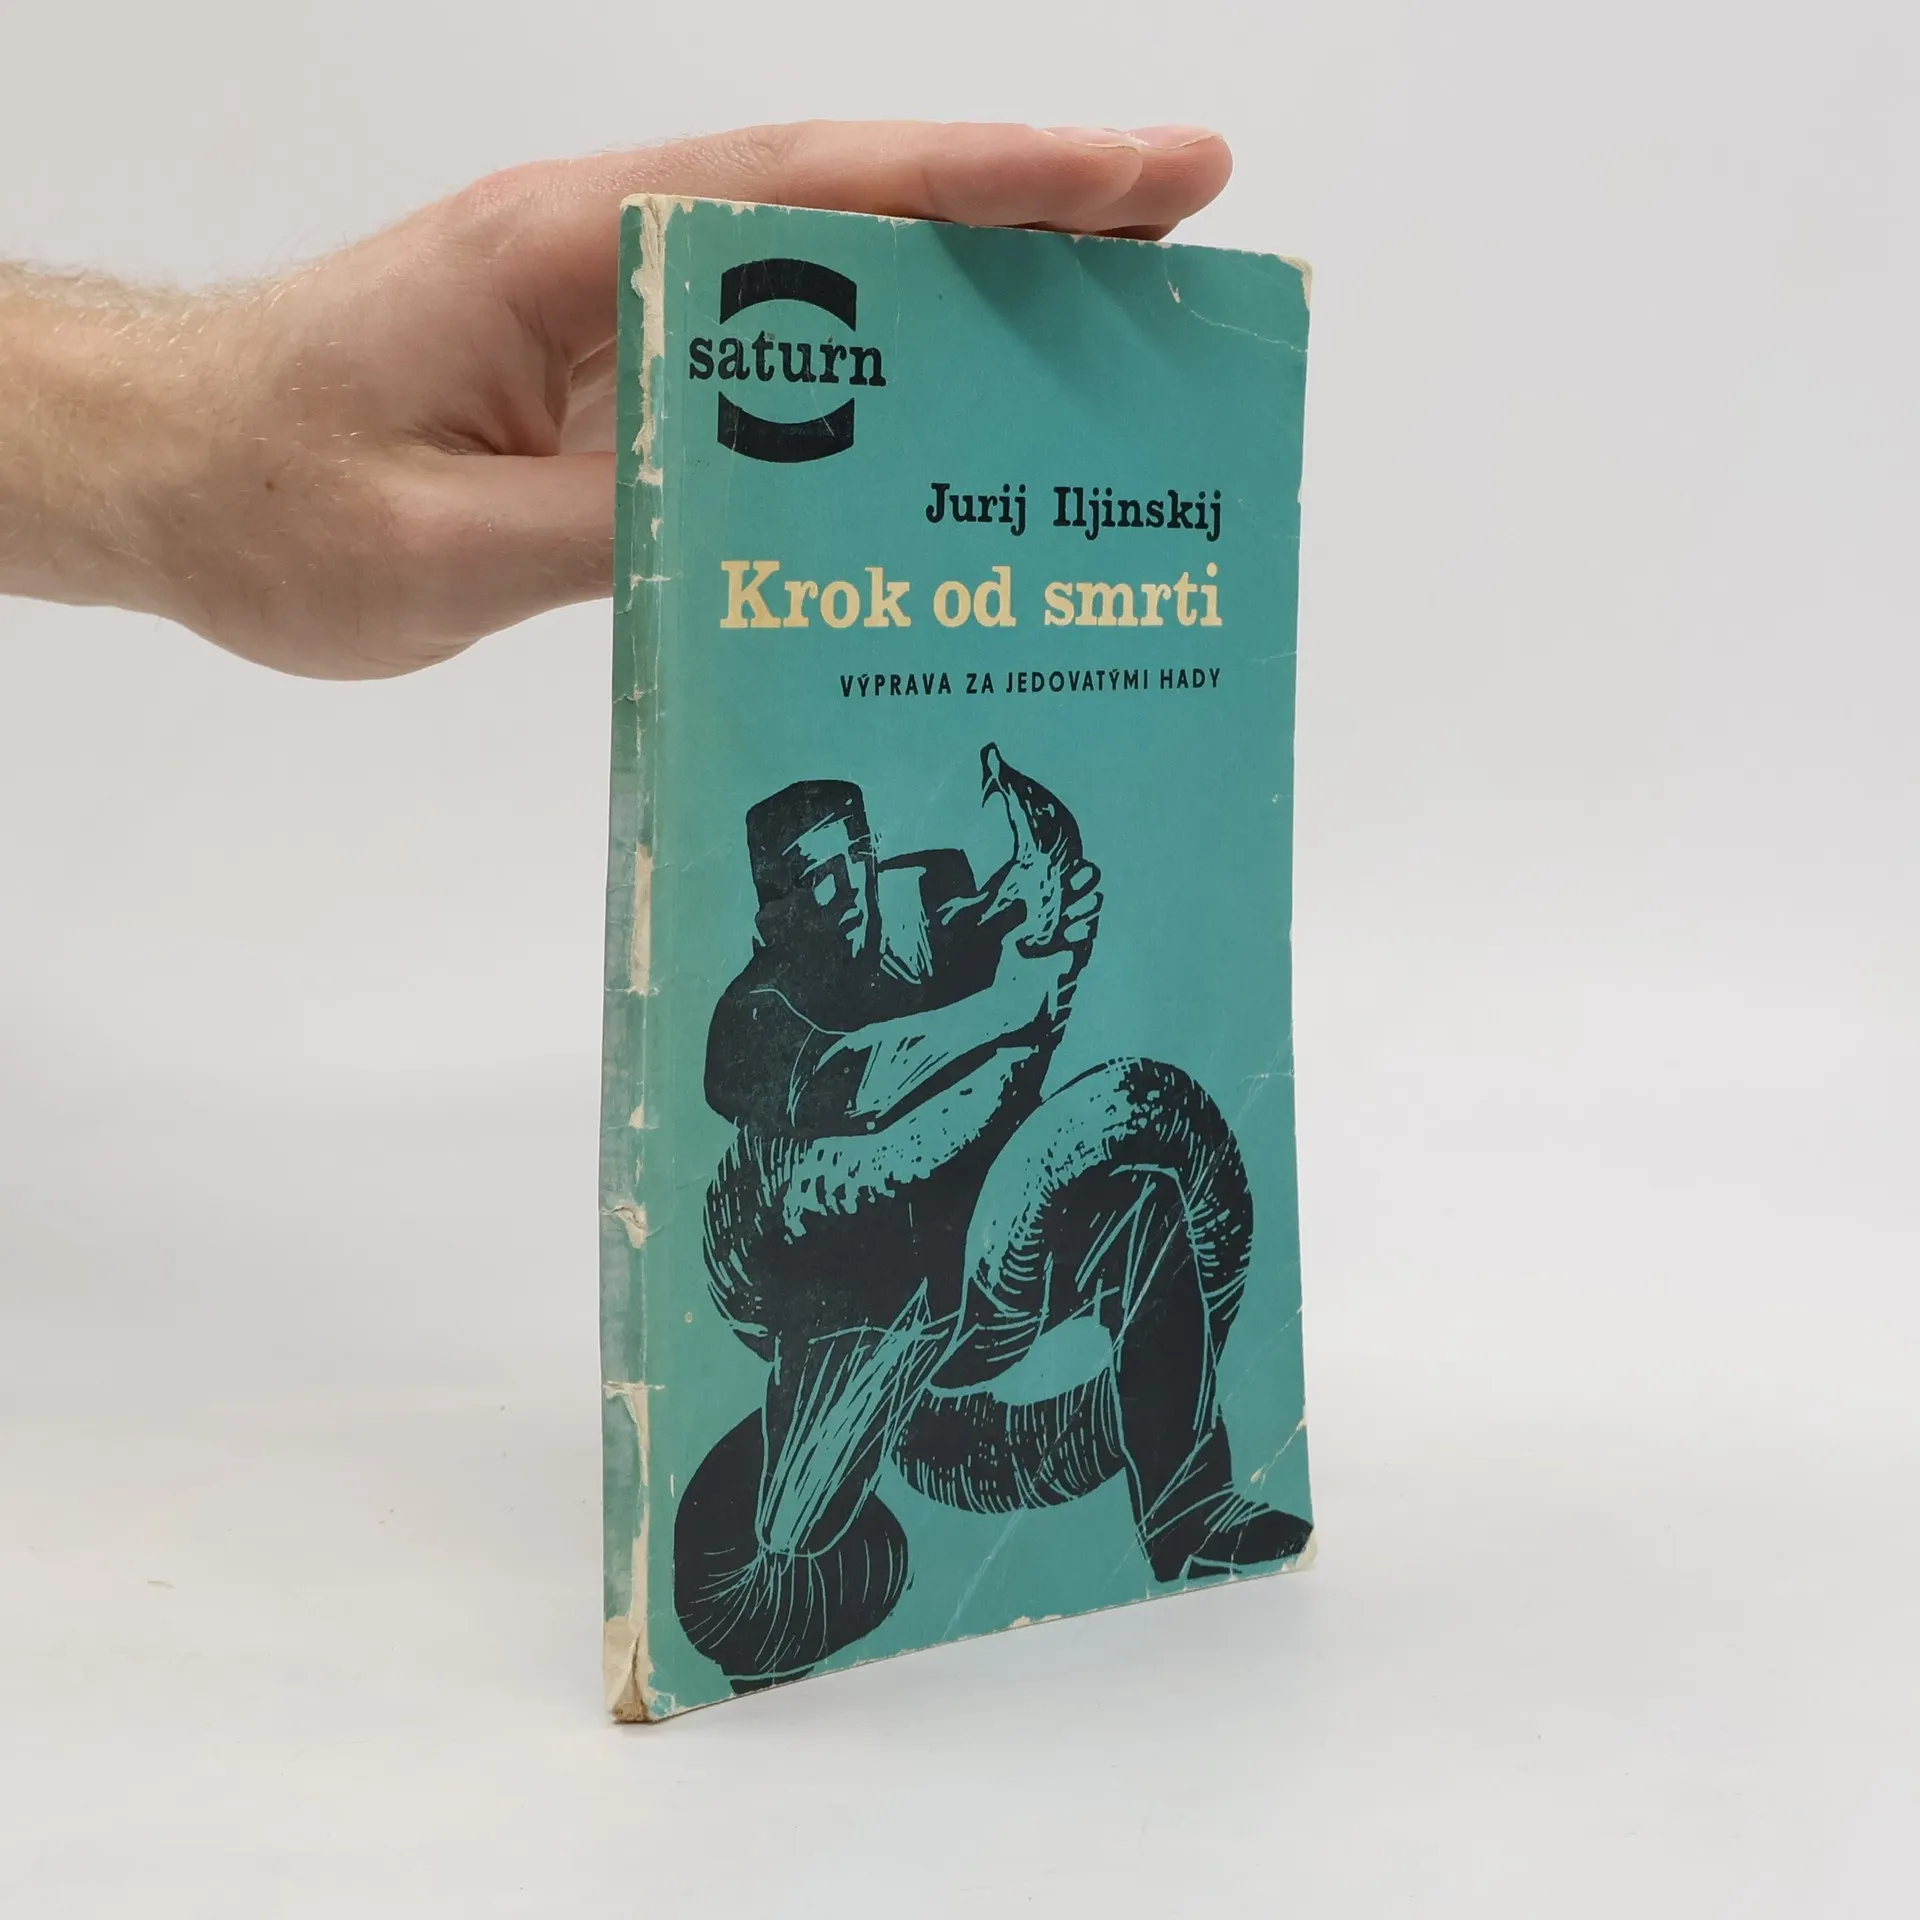 saturn
Jurij Iljinskij
Krok od smrti
VÝPRAVA ZA JEDOVATÝMI HADY